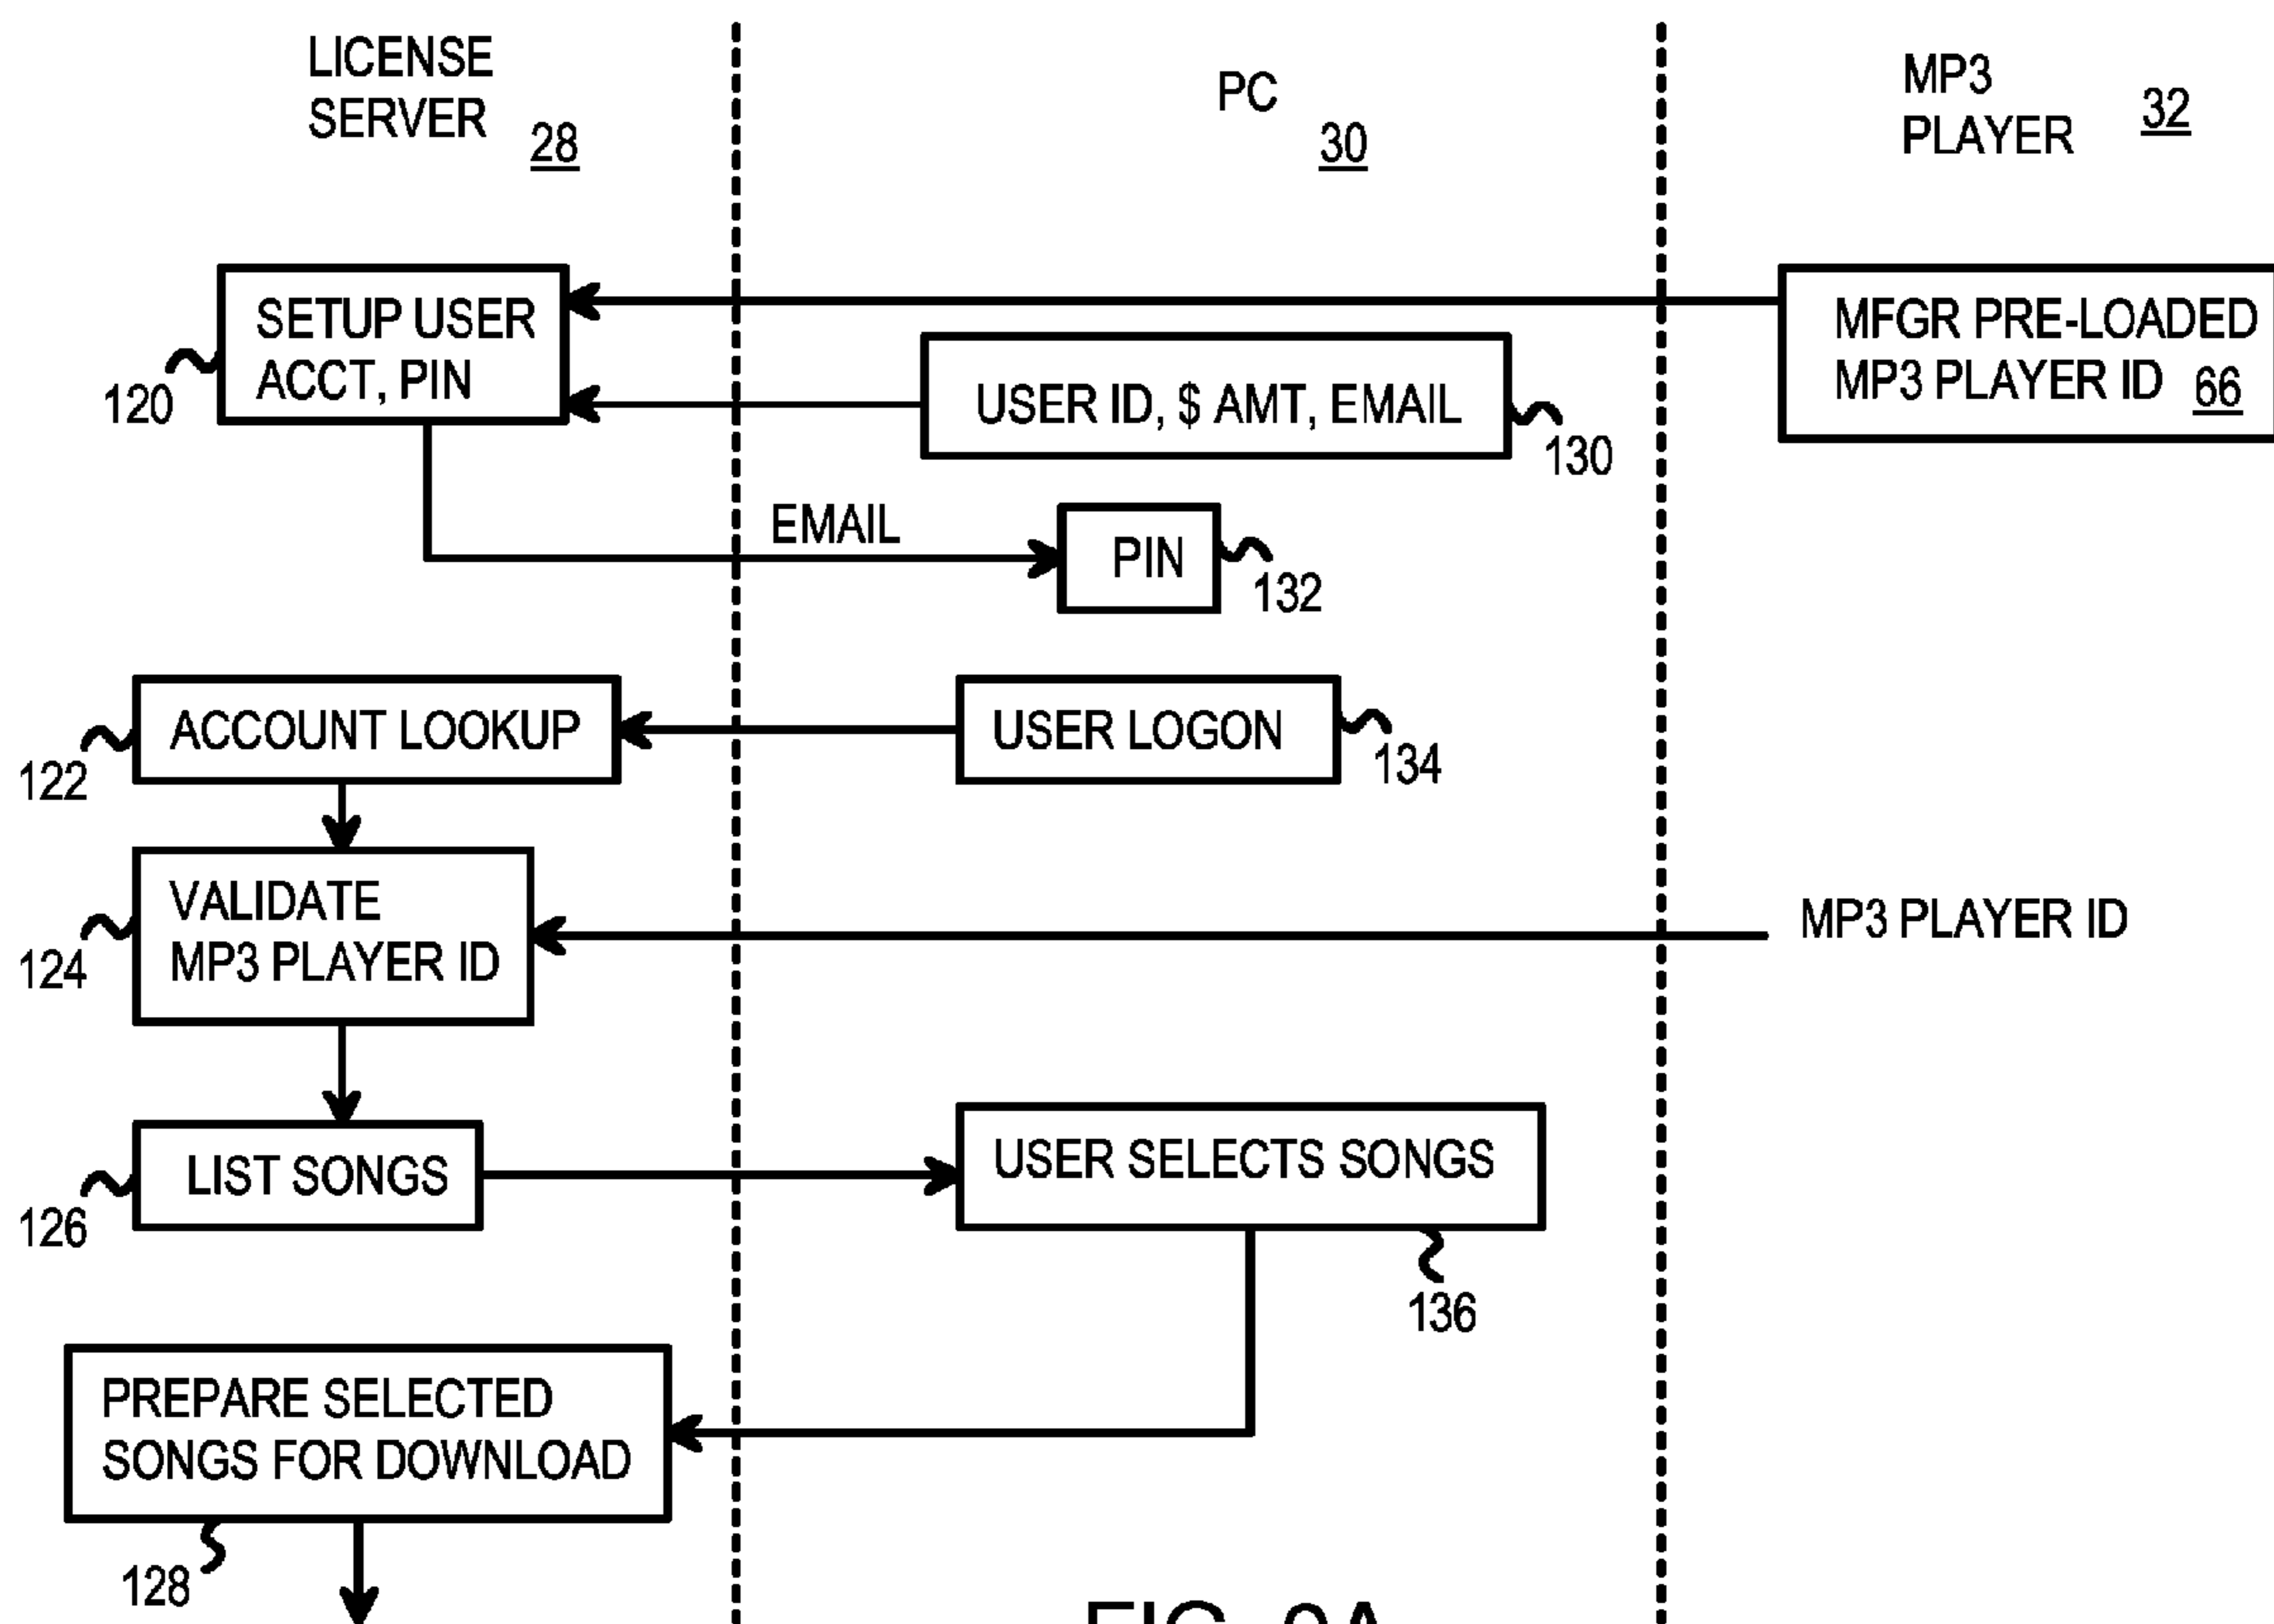 LICENSE
SERVER 28
PC
30
MP3
PLAYER 32
SETUP USER
ACCT, PIN
120
USER ID, $ AMT, EMAIL
130
MFGR PRE-LOADED
MP3 PLAYER ID 66
EMAIL
PIN
132
ACCOUNT LOOKUP
122
USER LOGON
134
VALIDATE
MP3 PLAYER ID
124
MP3 PLAYER ID
LIST SONGS
126
USER SELECTS SONGS
136
PREPARE SELECTED
SONGS FOR DOWNLOAD
128
FIG.